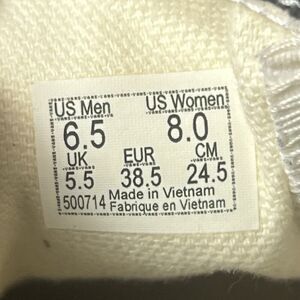 US Men US Women
6.5 8.0
UK EUR CM
5.5 38.5 24.5
500714 Made in Vietnam
Fabrique en Vietnam